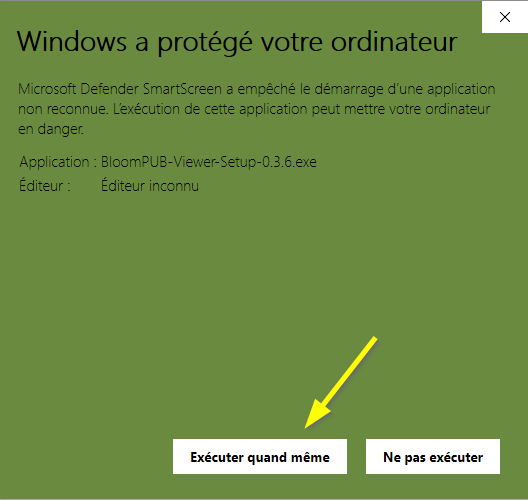 Windows a protégé votre ordinateur
Microsoft Defender SmartScreen a empêché le démarrage d'une application
non reconnue. L'exécution de cette application peut mettre votre ordinateur
en danger.
Application : BloomPUB-Viewer-Setup-0.3.6.exe
Éditeur : Éditeur inconnu
Exécuter quand même Ne pas exécuter